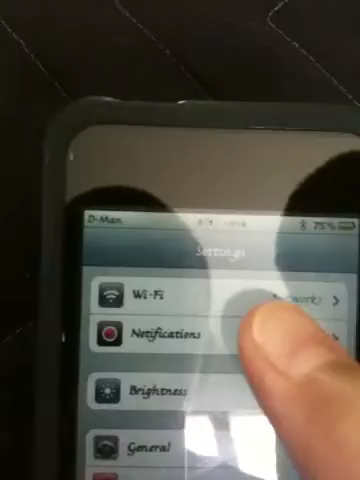 D-Man 75%
Settings
Wi-Fi
Notifications
Brightness
General